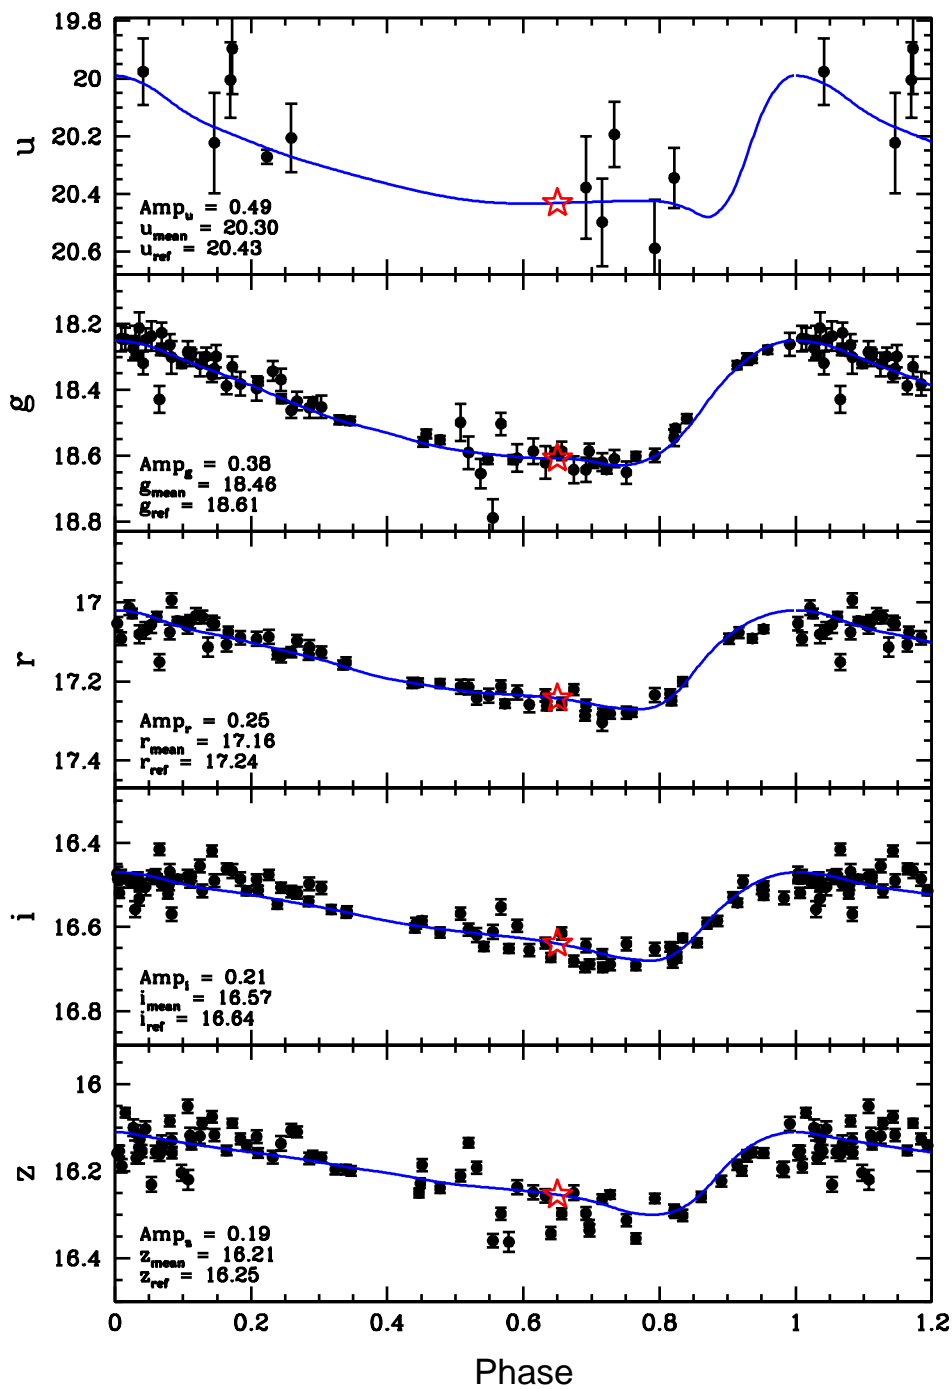 19.8
20
20.2
20.4
20.6
u
Amp_u = 0.49
u_mean = 20.30
u_ref = 20.43
18.2
18.4
18.6
18.8
g
Amp_g = 0.38
g_mean = 18.46
g_ref = 18.61
17
17.2
17.4
r
Amp_r = 0.25
r_mean = 17.16
r_ref = 17.24
16.4
16.6
16.8
i
Amp_i = 0.21
i_mean = 16.57
i_ref = 16.64
16
16.2
16.4
z
Amp_z = 0.19
z_mean = 16.21
z_ref = 16.25
0 0.2 0.4 0.6 0.8 1 1.2
Phase